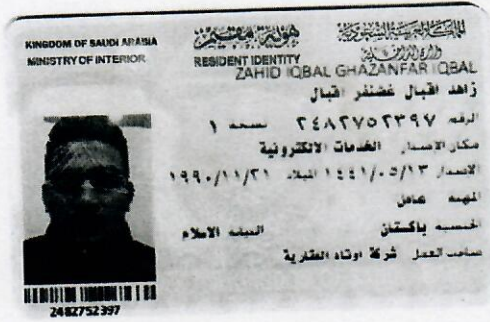 KINGDOM OF SAUDI ARABIA
MINISTRY OF INTERIOR
هوية مقيم
RESIDENT IDENTITY
المملكة العربية السعودية
وزارة الداخلية
ZAHID IQBAL GHAZANFAR IQBAL
زاهد اقبال غضنفر اقبال
الرقم ٢٤٨٢٧٥٢٣٩٧ نسخة ١
مكان الاصدار الخدمات الالكترونية
الاصدار ١٤٤١/٠٥/١٣ الميلاد ١٩٩٠/١١/٢١
المهنة عامل
الجنسية باكستان الديانة الاسلام
صاحب العمل شركة اوتاد العقارية
2482752397